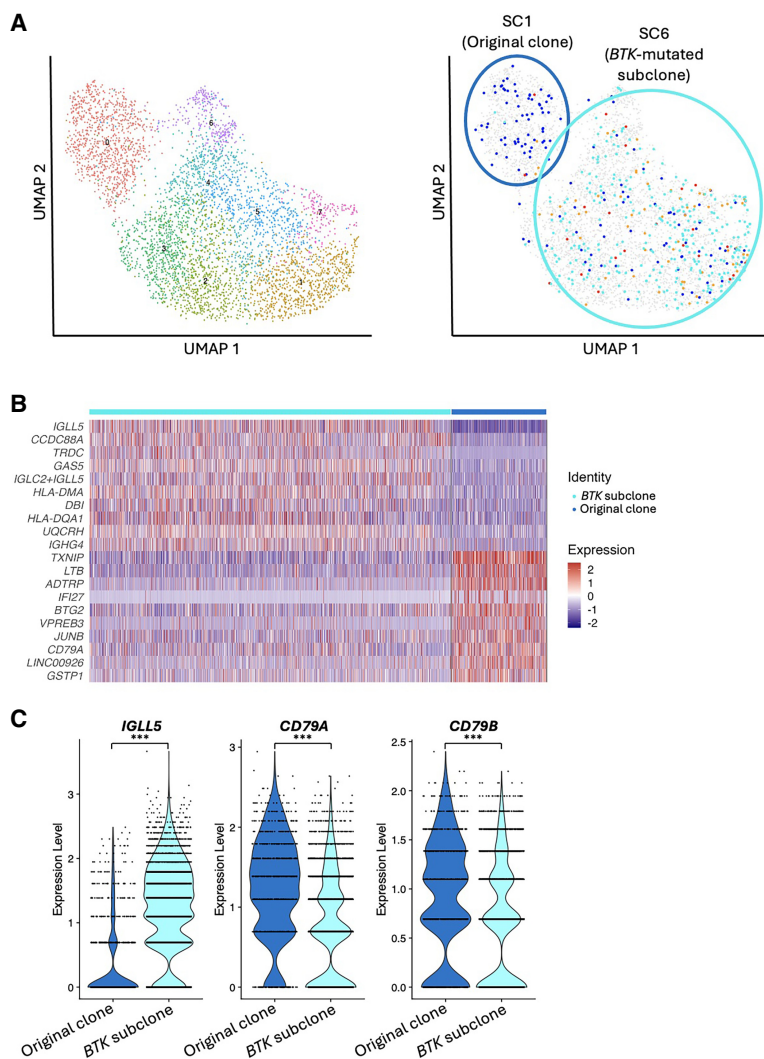 A
SC1
(Original clone)
SC6
(BTK-mutated
subclone)
UMAP 2
0
6
4
5
7
3
2
1
UMAP 1
UMAP 2
UMAP 1
B
IGLL5
CCDC88A
TRDC
GAS5
IGLC2+IGLL5
HLA-DMA
DBI
HLA-DQA1
UQCRH
IGHG4
TXNIP
LTB
ADTRP
IFI27
BTG2
VPREB3
JUNB
CD79A
LINC00926
GSTP1
Identity
BTK subclone
Original clone
Expression
2
1
0
-1
-2
C
IGLL5
***
Expression Level
3
2
1
0
Original clone
BTK subclone
CD79A
***
Expression Level
3
2
1
0
Original clone
BTK subclone
CD79B
***
Expression Level
2.5
2.0
1.5
1.0
0.5
0.0
Original clone
BTK subclone